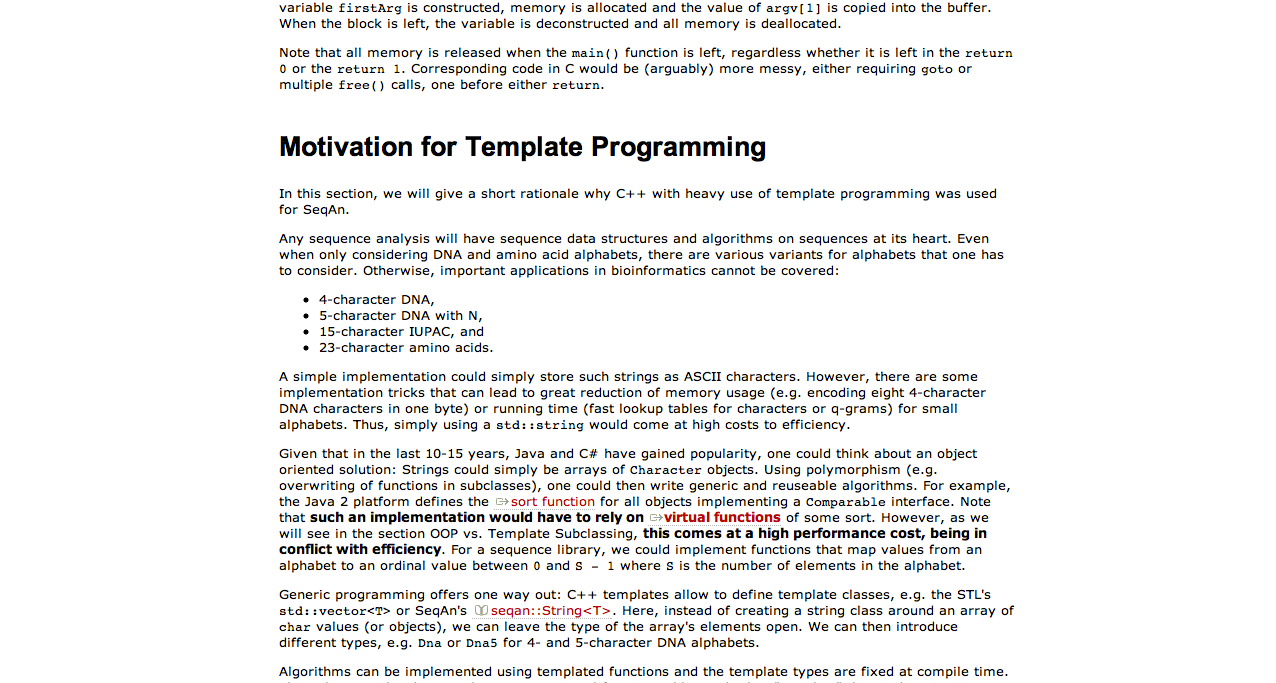 variable firstArg is constructed, memory is allocated and the value of argv[1] is copied into the buffer.
When the block is left, the variable is deconstructed and all memory is deallocated.
Note that all memory is released when the main() function is left, regardless whether it is left in the return
0 or the return 1. Corresponding code in C would be (arguably) more messy, either requiring goto or
multiple free() calls, one before either return.
Motivation for Template Programming
In this section, we will give a short rationale why C++ with heavy use of template programming was used
for SeqAn.
Any sequence analysis will have sequence data structures and algorithms on sequences at its heart. Even
when only considering DNA and amino acid alphabets, there are various variants for alphabets that one has
to consider. Otherwise, important applications in bioinformatics cannot be covered:
• 4-character DNA,
• 5-character DNA with N,
• 15-character IUPAC, and
• 23-character amino acids.
A simple implementation could simply store such strings as ASCII characters. However, there are some
implementation tricks that can lead to great reduction of memory usage (e.g. encoding eight 4-character
DNA characters in one byte) or running time (fast lookup tables for characters or q-grams) for small
alphabets. Thus, simply using a std::string would come at high costs to efficiency.
Given that in the last 10-15 years, Java and C# have gained popularity, one could think about an object
oriented solution: Strings could simply be arrays of Character objects. Using polymorphism (e.g.
overwriting of functions in subclasses), one could then write generic and reuseable algorithms. For example,
the Java 2 platform defines the sort function for all objects implementing a Comparable interface. Note
that such an implementation would have to rely on virtual functions of some sort. However, as we
will see in the section OOP vs. Template Subclassing, this comes at a high performance cost, being in
conflict with efficiency. For a sequence library, we could implement functions that map values from an
alphabet to an ordinal value between 0 and S - 1 where S is the number of elements in the alphabet.
Generic programming offers one way out: C++ templates allow to define template classes, e.g. the STL's
std::vector<T> or SeqAn's seqan::String<T>. Here, instead of creating a string class around an array of
char values (or objects), we can leave the type of the array's elements open. We can then introduce
different types, e.g. Dna or Dna5 for 4- and 5-character DNA alphabets.
Algorithms can be implemented using templated functions and the template types are fixed at compile time.